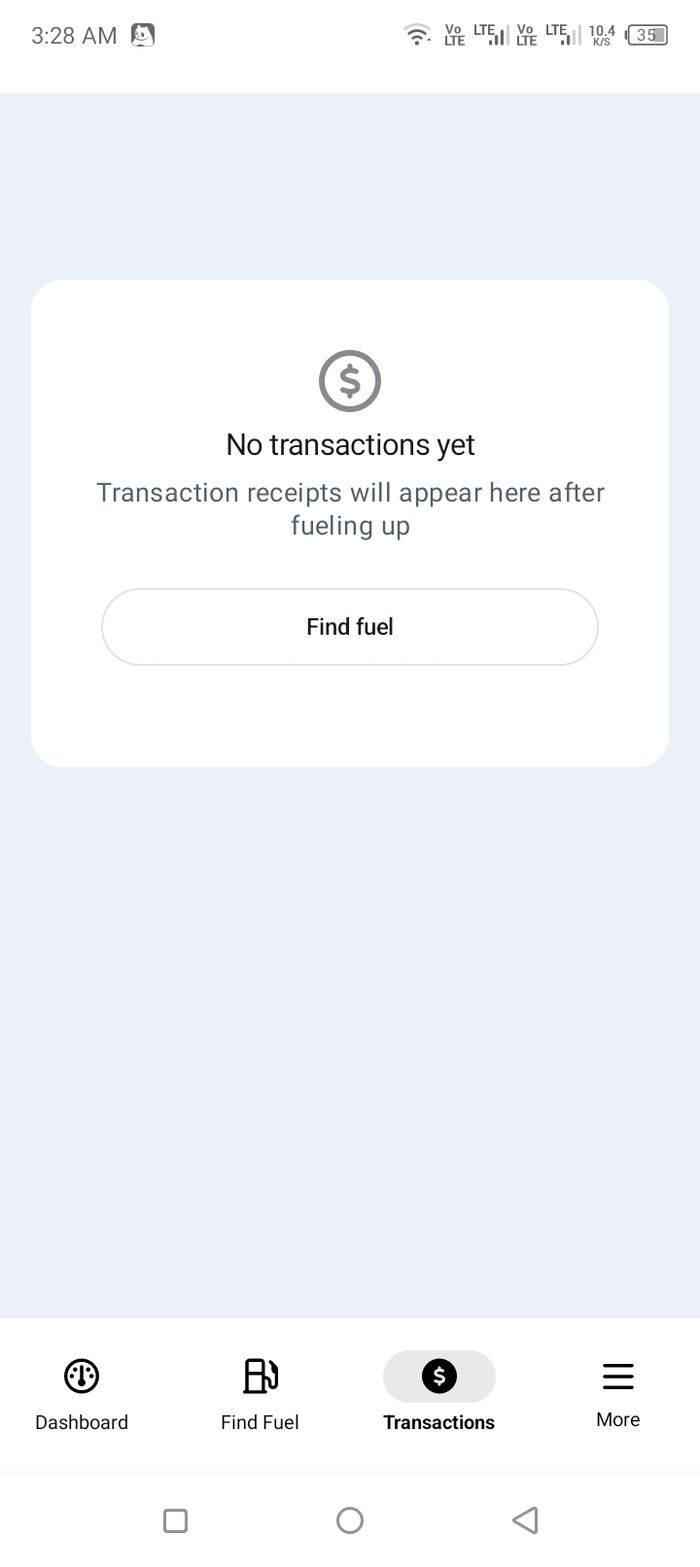 3:28 AM
Vo LTE LTE Vo LTE LTE 10.4 K/S 35
No transactions yet
Transaction receipts will appear here after
fueling up
Find fuel
Dashboard Find Fuel Transactions More